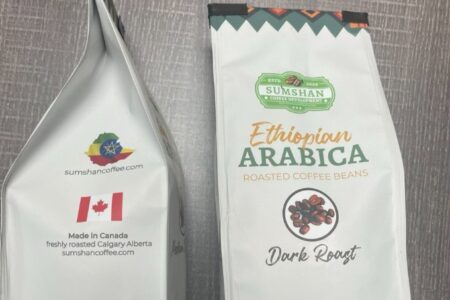 sumshancoffee.com
Made in Canada
freshly roasted Calgary Alberta
sumshancoffee.com
SUMSHAN
Ethiopian
ARABICA
ROASTED COFFEE BEANS
Dark Roast